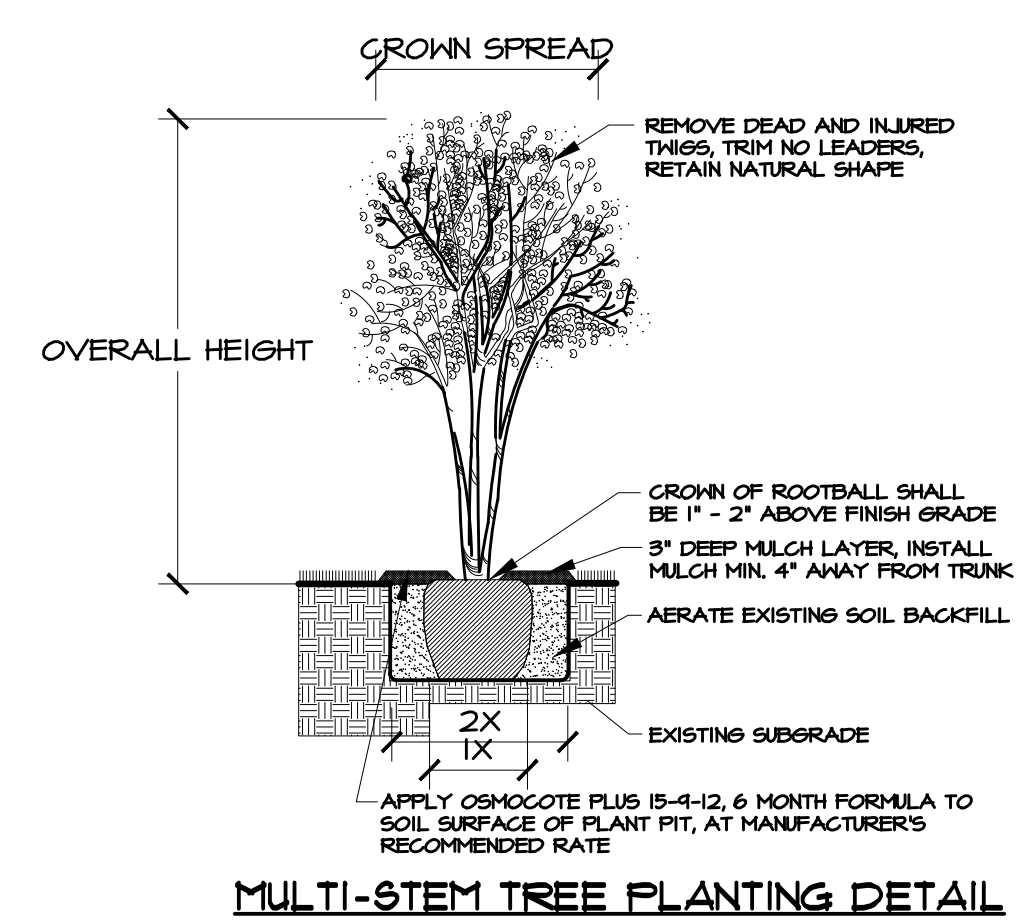 CROWN SPREAD
REMOVE DEAD AND INJURED
TWIGS, TRIM NO LEADERS,
RETAIN NATURAL SHAPE
OVERALL HEIGHT
CROWN OF ROOTBALL SHALL
BE 1" - 2" ABOVE FINISH GRADE
3" DEEP MULCH LAYER, INSTALL
MULCH MIN. 4" AWAY FROM TRUNK
AERATE EXISTING SOIL BACKFILL
EXISTING SUBGRADE
2X
1X
APPLY OSMOCOTE PLUS 15-9-12, 6 MONTH FORMULA TO
SOIL SURFACE OF PLANT PIT, AT MANUFACTURER'S
RECOMMENDED RATE
MULTI-STEM TREE PLANTING DETAIL